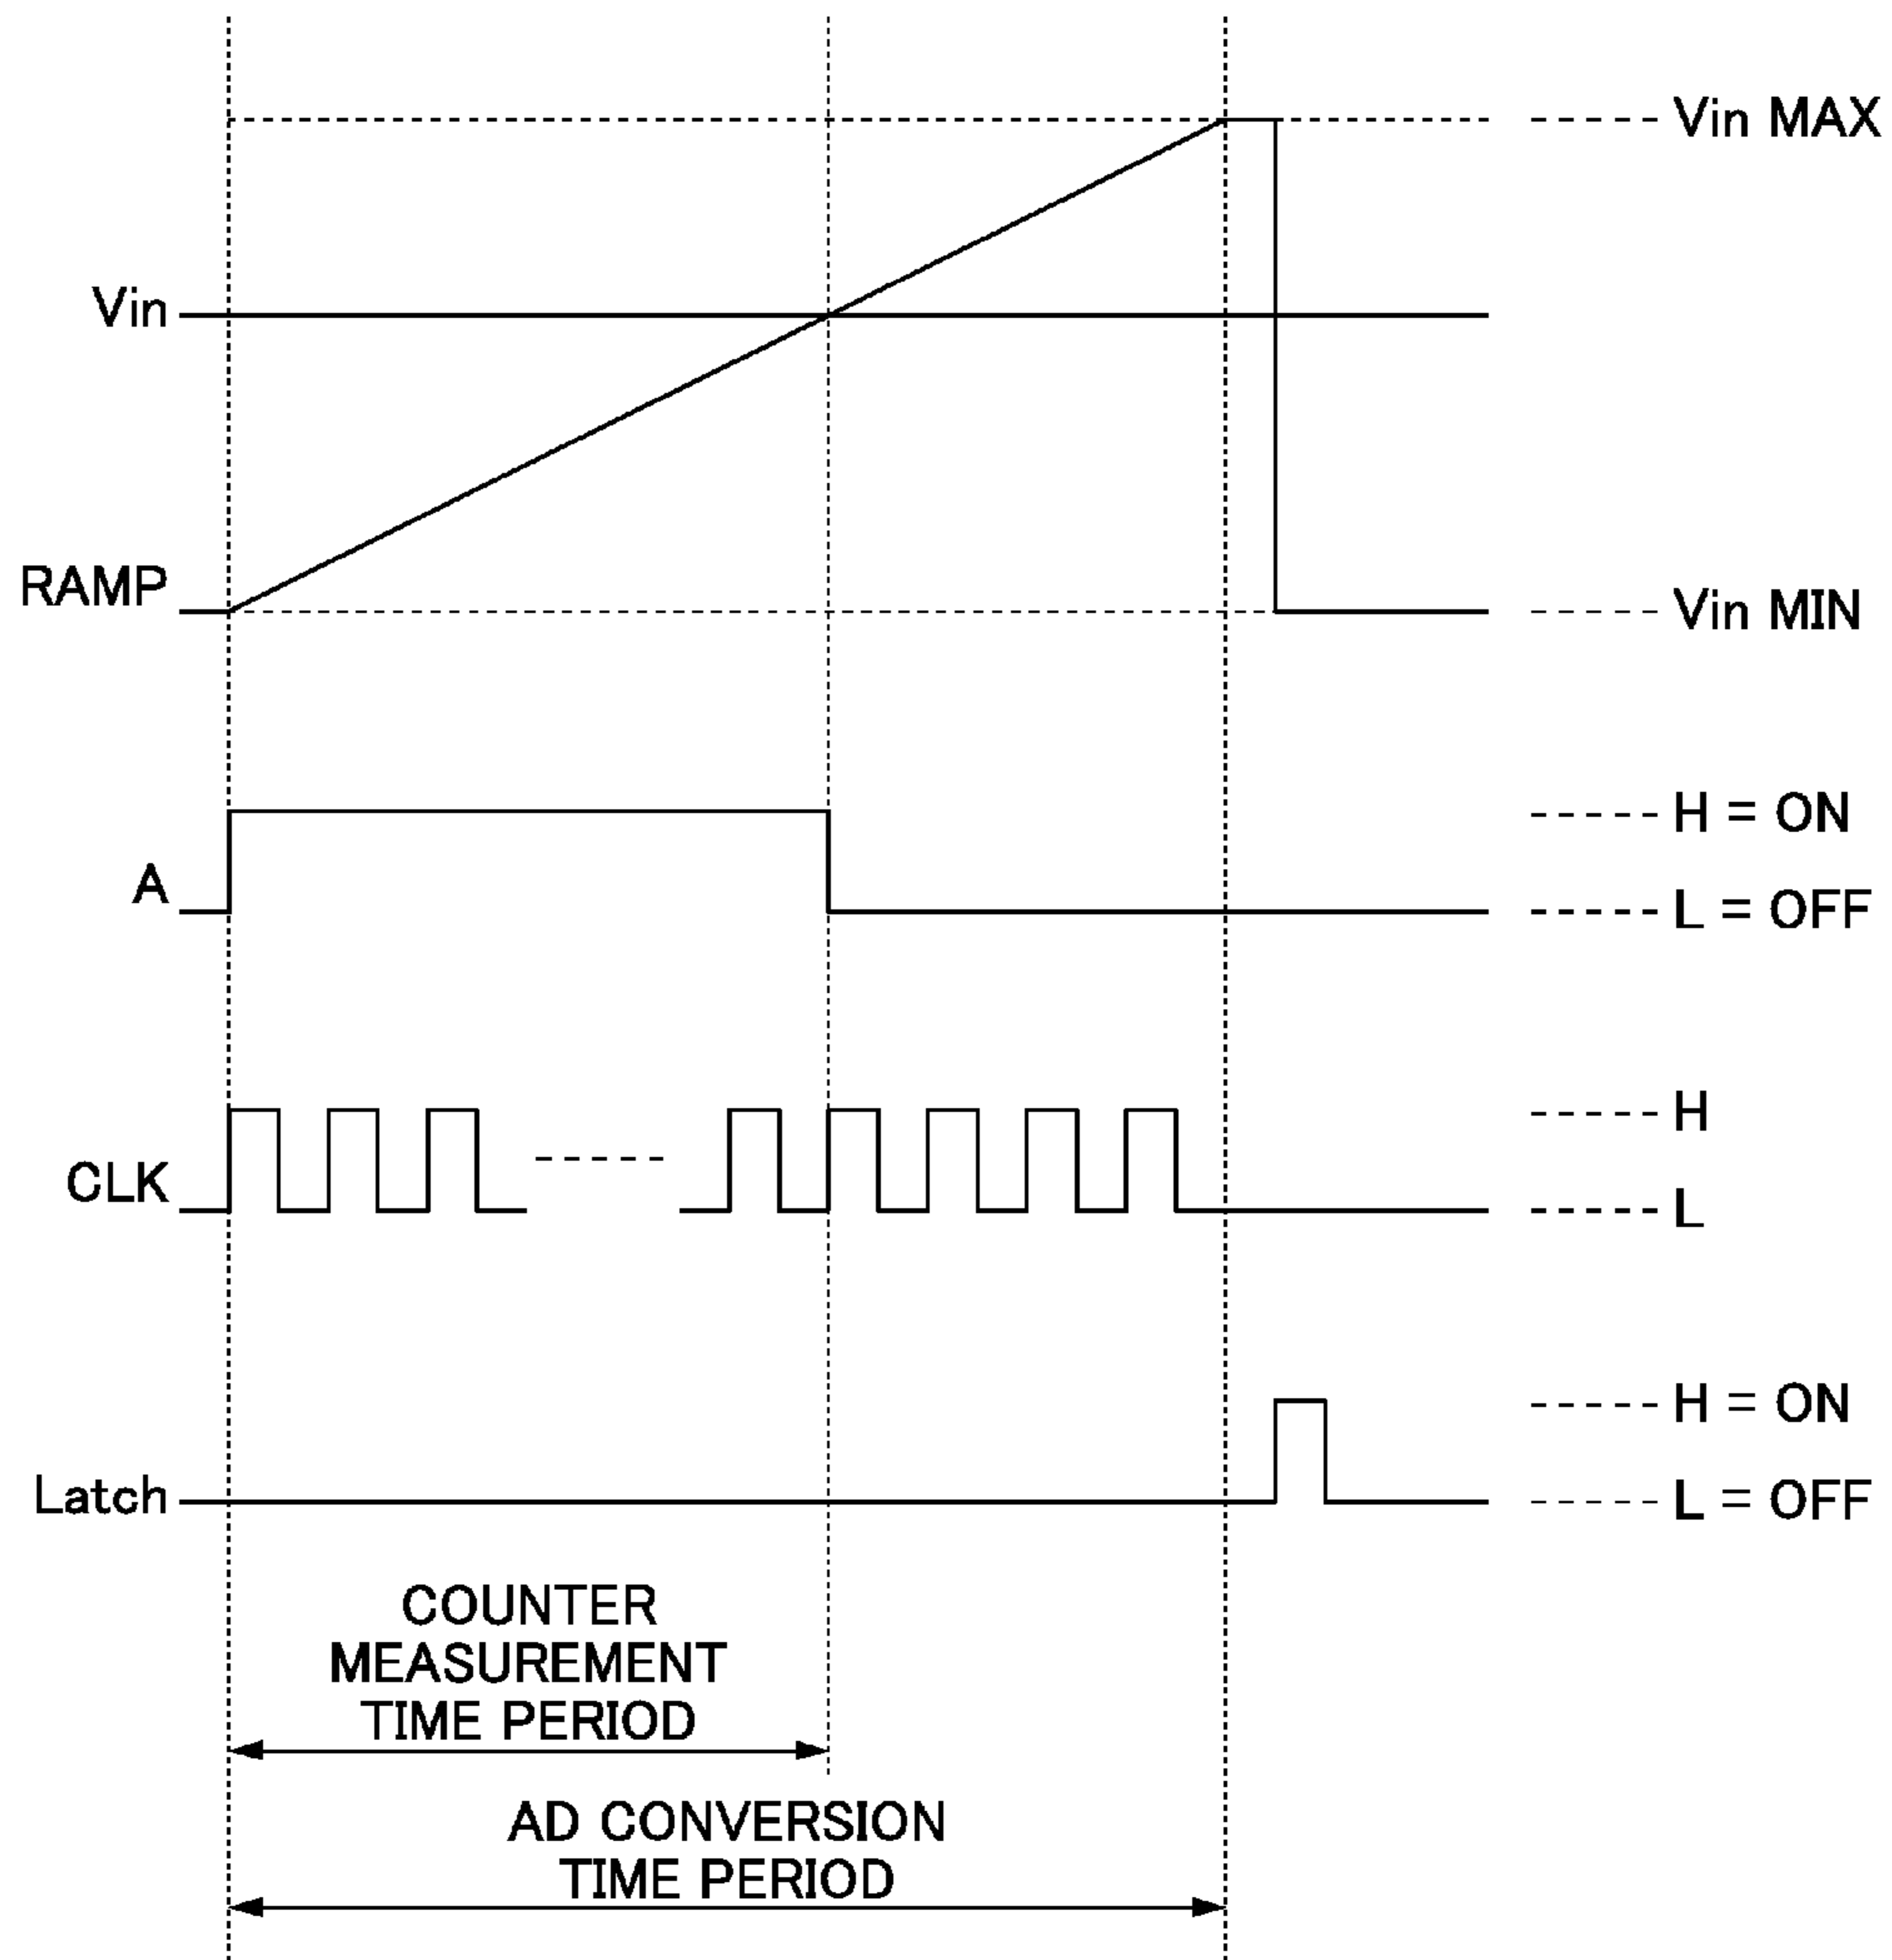 Vin MAX
Vin
RAMP
Vin MIN
H = ON
A
L = OFF
H
CLK
L
H = ON
Latch
L = OFF
COUNTER
MEASUREMENT
TIME PERIOD
AD CONVERSION
TIME PERIOD